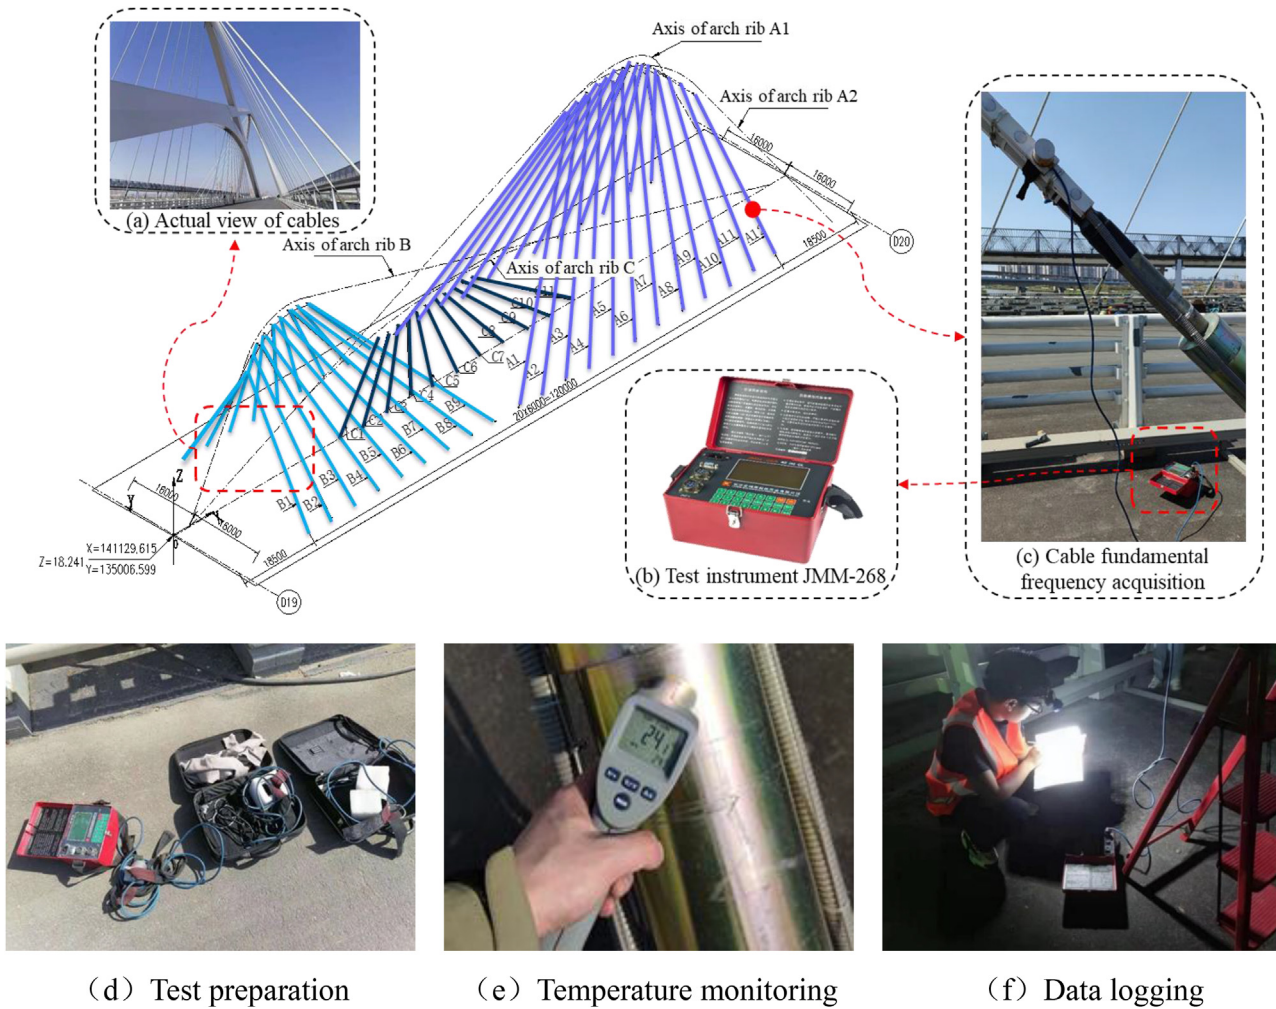 Axis of arch rib A1
Axis of arch rib A2
16000
16000
18500
D20
(a) Actual view of cables
Axis of arch rib B
Axis of arch rib C
A11
A12
A9
A10
A7
A8
A5
A6
A3
A4
A1
A2
C11
C10
C9
C8
C7
C6
C5
C4
C3
C2
C1
B9
B8
B7
B6
B5
B4
B3
B2
B1
20x6000=120000
Z
Y
X
16000
16000
18500
X=141129.615
Z=18.241
Y=135006.599
D19
(b) Test instrument JMM-268
(c) Cable fundamental
frequency acquisition
24.1
（d）Test preparation
（e）Temperature monitoring
（f）Data logging